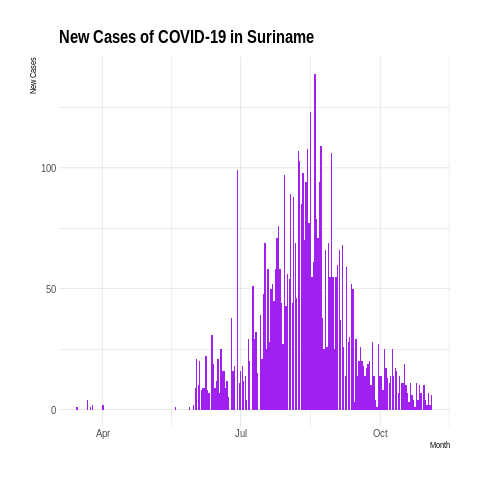 New Cases of COVID-19 in Suriname
New Cases
100
50
0
Apr
Jul
Oct
Month